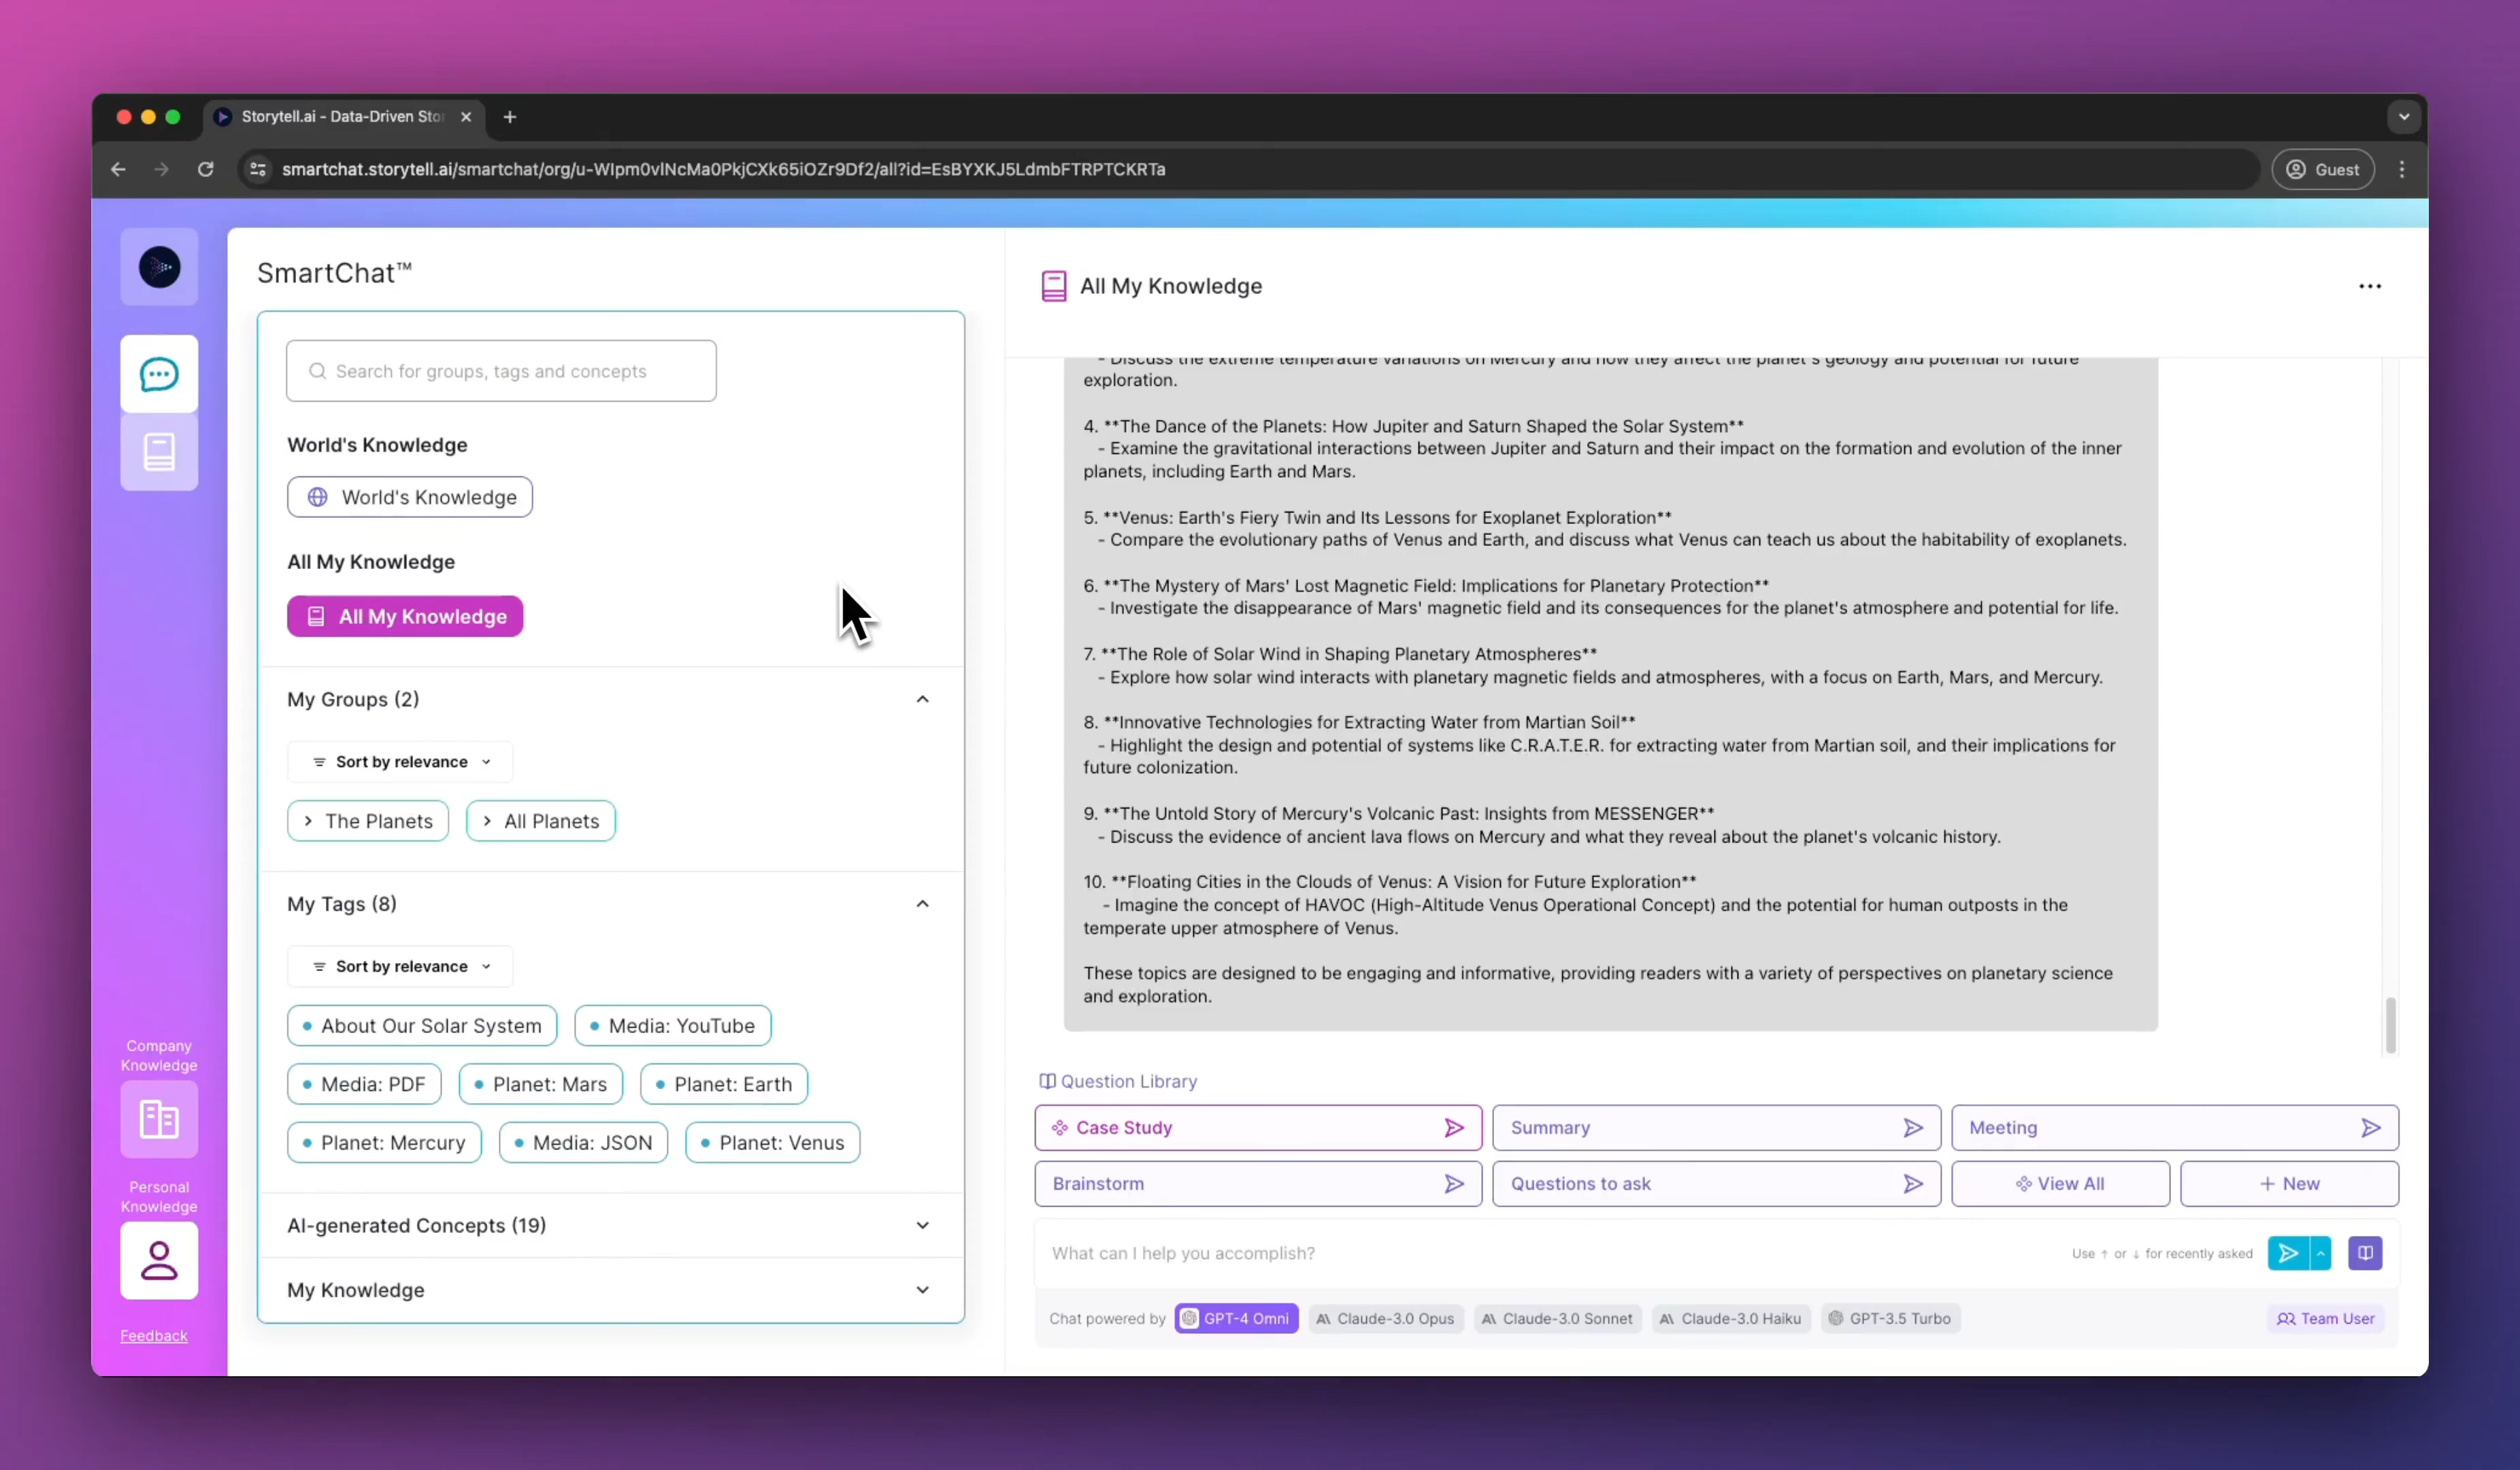 Storytell.ai - Data-Driven Sto
smartchat.storytell.ai/smartchat/org/u-WIpm0vlNcMa0PkjCXk65iOZr9Df2/all?id=EsBYXKJ5LdmbFTRPTCKRTa
Guest
SmartChat™
Search for groups, tags and concepts
World's Knowledge
World's Knowledge
All My Knowledge
All My Knowledge
My Groups (2)
Sort by relevance
The Planets
All Planets
My Tags (8)
Sort by relevance
About Our Solar System
Media: YouTube
Media: PDF
Planet: Mars
Planet: Earth
Planet: Mercury
Media: JSON
Planet: Venus
AI-generated Concepts (19)
My Knowledge
Company
Knowledge
Personal
Knowledge
Feedback
All My Knowledge
- Discuss the extreme temperature variations on Mercury and how they affect the planet's geology and potential for future
exploration.
4. **The Dance of the Planets: How Jupiter and Saturn Shaped the Solar System**
- Examine the gravitational interactions between Jupiter and Saturn and their impact on the formation and evolution of the inner
planets, including Earth and Mars.
5. **Venus: Earth's Fiery Twin and Its Lessons for Exoplanet Exploration**
- Compare the evolutionary paths of Venus and Earth, and discuss what Venus can teach us about the habitability of exoplanets.
6. **The Mystery of Mars' Lost Magnetic Field: Implications for Planetary Protection**
- Investigate the disappearance of Mars' magnetic field and its consequences for the planet's atmosphere and potential for life.
7. **The Role of Solar Wind in Shaping Planetary Atmospheres**
- Explore how solar wind interacts with planetary magnetic fields and atmospheres, with a focus on Earth, Mars, and Mercury.
8. **Innovative Technologies for Extracting Water from Martian Soil**
- Highlight the design and potential of systems like C.R.A.T.E.R. for extracting water from Martian soil, and their implications for
future colonization.
9. **The Untold Story of Mercury's Volcanic Past: Insights from MESSENGER**
- Discuss the evidence of ancient lava flows on Mercury and what they reveal about the planet's volcanic history.
10. **Floating Cities in the Clouds of Venus: A Vision for Future Exploration**
- Imagine the concept of HAVOC (High-Altitude Venus Operational Concept) and the potential for human outposts in the
temperate upper atmosphere of Venus.
These topics are designed to be engaging and informative, providing readers with a variety of perspectives on planetary science
and exploration.
Question Library
Case Study
Summary
Meeting
Brainstorm
Questions to ask
View All
+ New
What can I help you accomplish?
Use ↑ or ↓ for recently asked
Chat powered by
GPT-4 Omni
Claude-3.0 Opus
Claude-3.0 Sonnet
Claude-3.0 Haiku
GPT-3.5 Turbo
Team User